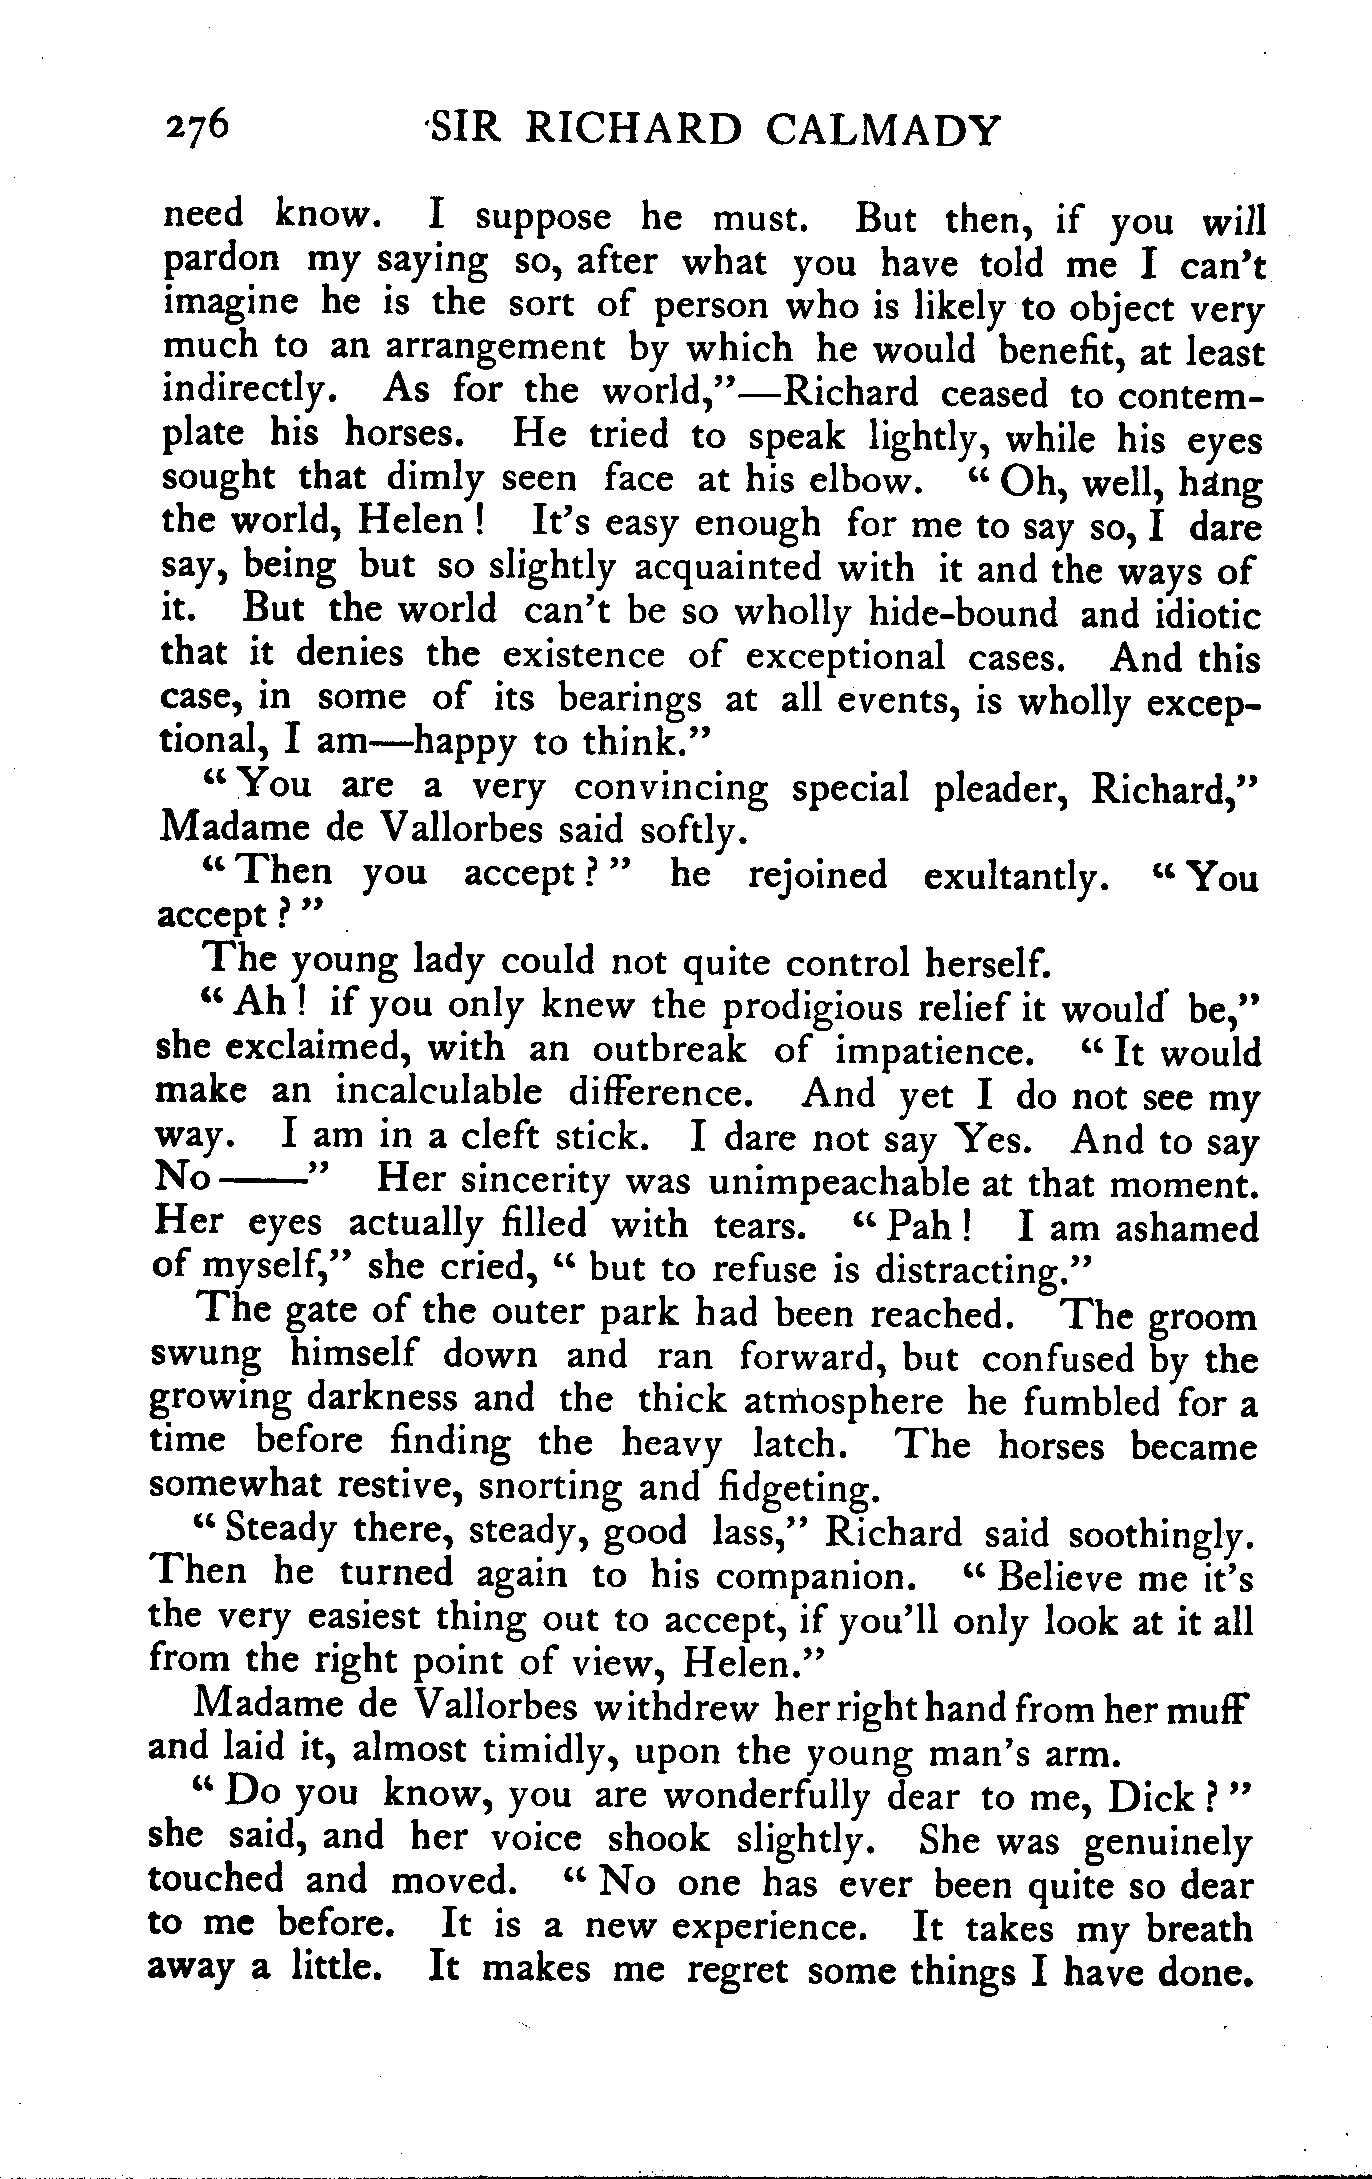 276 SIR RICHARD CALMADY
need know. I suppose he must. But then, if you will
pardon my saying so, after what you have told me I can't
imagine he is the sort of person who is likely to object very
much to an arrangement by which he would benefit, at least
indirectly. As for the world,"—Richard ceased to contem-
plate his horses. He tried to speak lightly, while his eyes
sought that dimly seen face at his elbow. "Oh, well, hang
the world, Helen! It's easy enough for me to say so, I dare
say, being but so slightly acquainted with it and the ways of
it. But the world can't be so wholly hide-bound and idiotic
that it denies the existence of exceptional cases. And this
case, in some of its bearings at all events, is wholly excep-
tional, I am—happy to think."
"You are a very convincing special pleader, Richard,"
Madame de Vallorbes said softly.
"Then you accept?" he rejoined exultantly. "You
accept?"
The young lady could not quite control herself.
"Ah! if you only knew the prodigious relief it would be,"
she exclaimed, with an outbreak of impatience. "It would
make an incalculable difference. And yet I do not see my
way. I am in a cleft stick. I dare not say Yes. And to say
No——" Her sincerity was unimpeachable at that moment.
Her eyes actually filled with tears. "Pah! I am ashamed
of myself," she cried, "but to refuse is distracting."
The gate of the outer park had been reached. The groom
swung himself down and ran forward, but confused by the
growing darkness and the thick atmosphere he fumbled for a
time before finding the heavy latch. The horses became
somewhat restive, snorting and fidgeting.
"Steady there, steady, good lass," Richard said soothingly.
Then he turned again to his companion. "Believe me it's
the very easiest thing out to accept, if you'll only look at it all
from the right point of view, Helen."
Madame de Vallorbes withdrew her right hand from her muff
and laid it, almost timidly, upon the young man's arm.
"Do you know, you are wonderfully dear to me, Dick?"
she said, and her voice shook slightly. She was genuinely
touched and moved. "No one has ever been quite so dear
to me before. It is a new experience. It takes my breath
away a little. It makes me regret some things I have done.